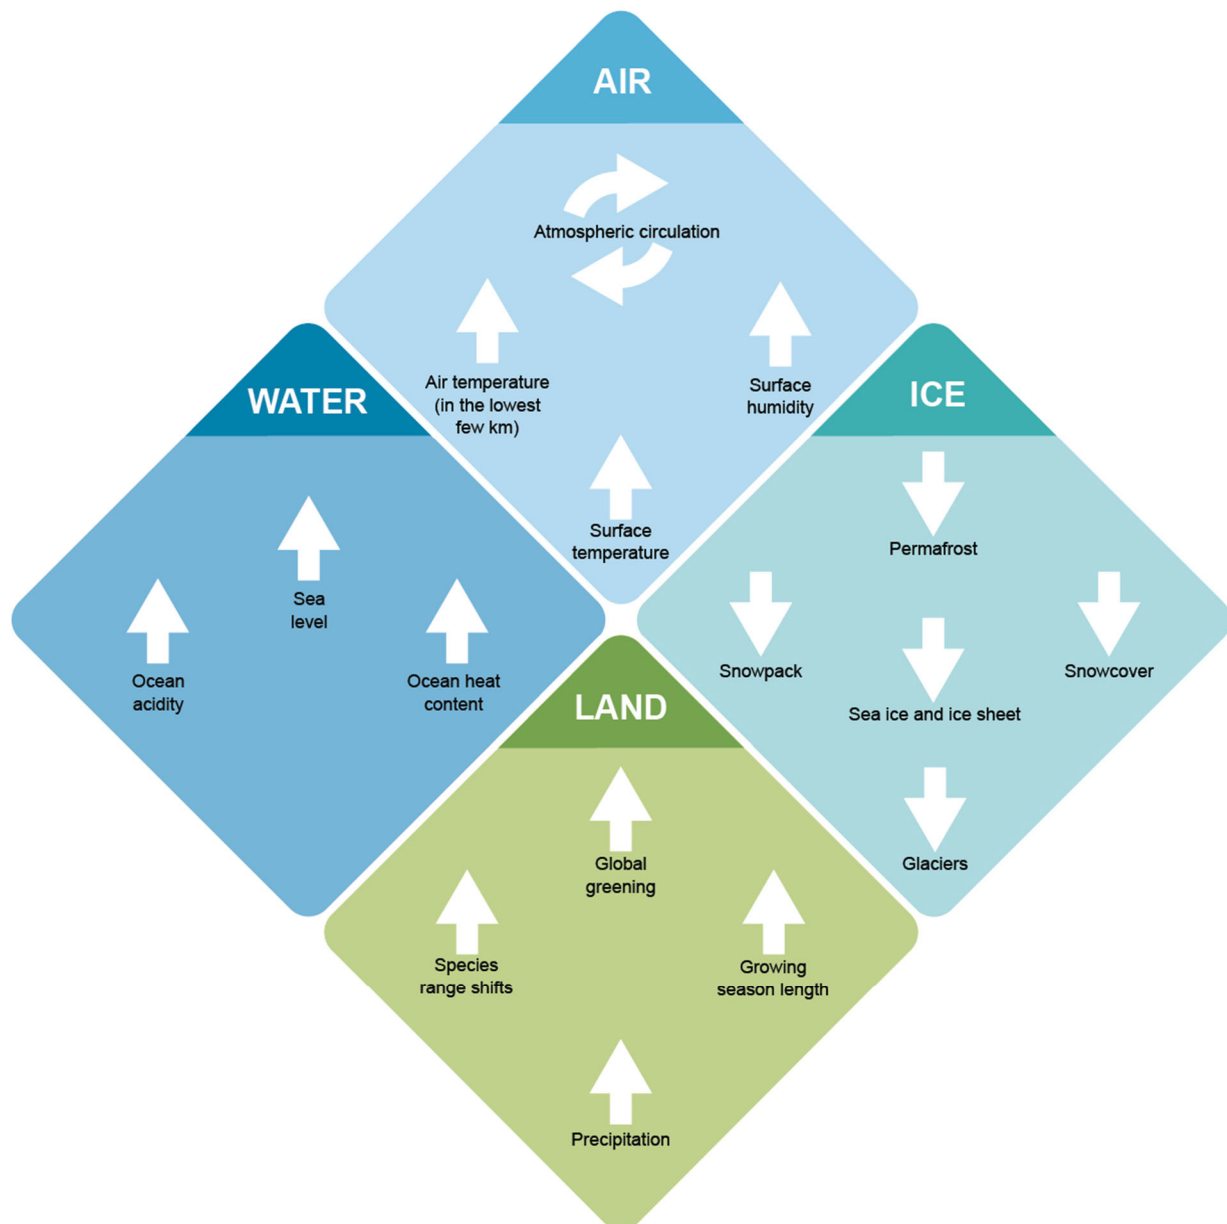 AIR
Atmospheric circulation
Air temperature
(in the lowest
few km)
Surface
humidity
Surface
temperature
WATER
Sea
level
Ocean
acidity
Ocean heat
content
ICE
Permafrost
Snowpack
Snowcover
Sea ice and ice sheet
Glaciers
LAND
Global
greening
Species
range shifts
Growing
season length
Precipitation